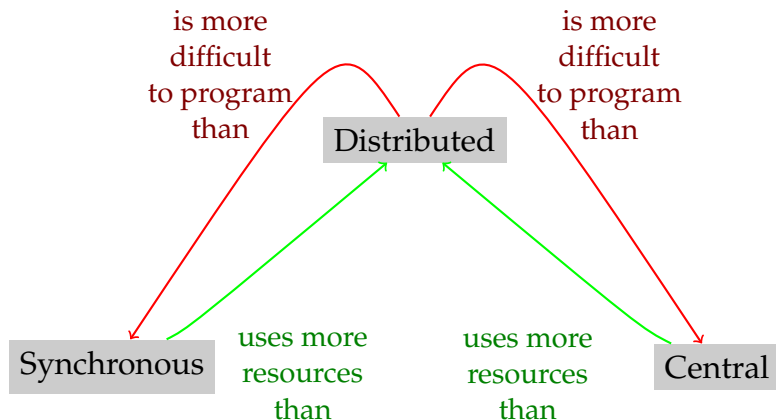 is more
difficult
to program
than
is more
difficult
to program
than
Distributed
Synchronous
uses more
resources
than
uses more
resources
than
Central